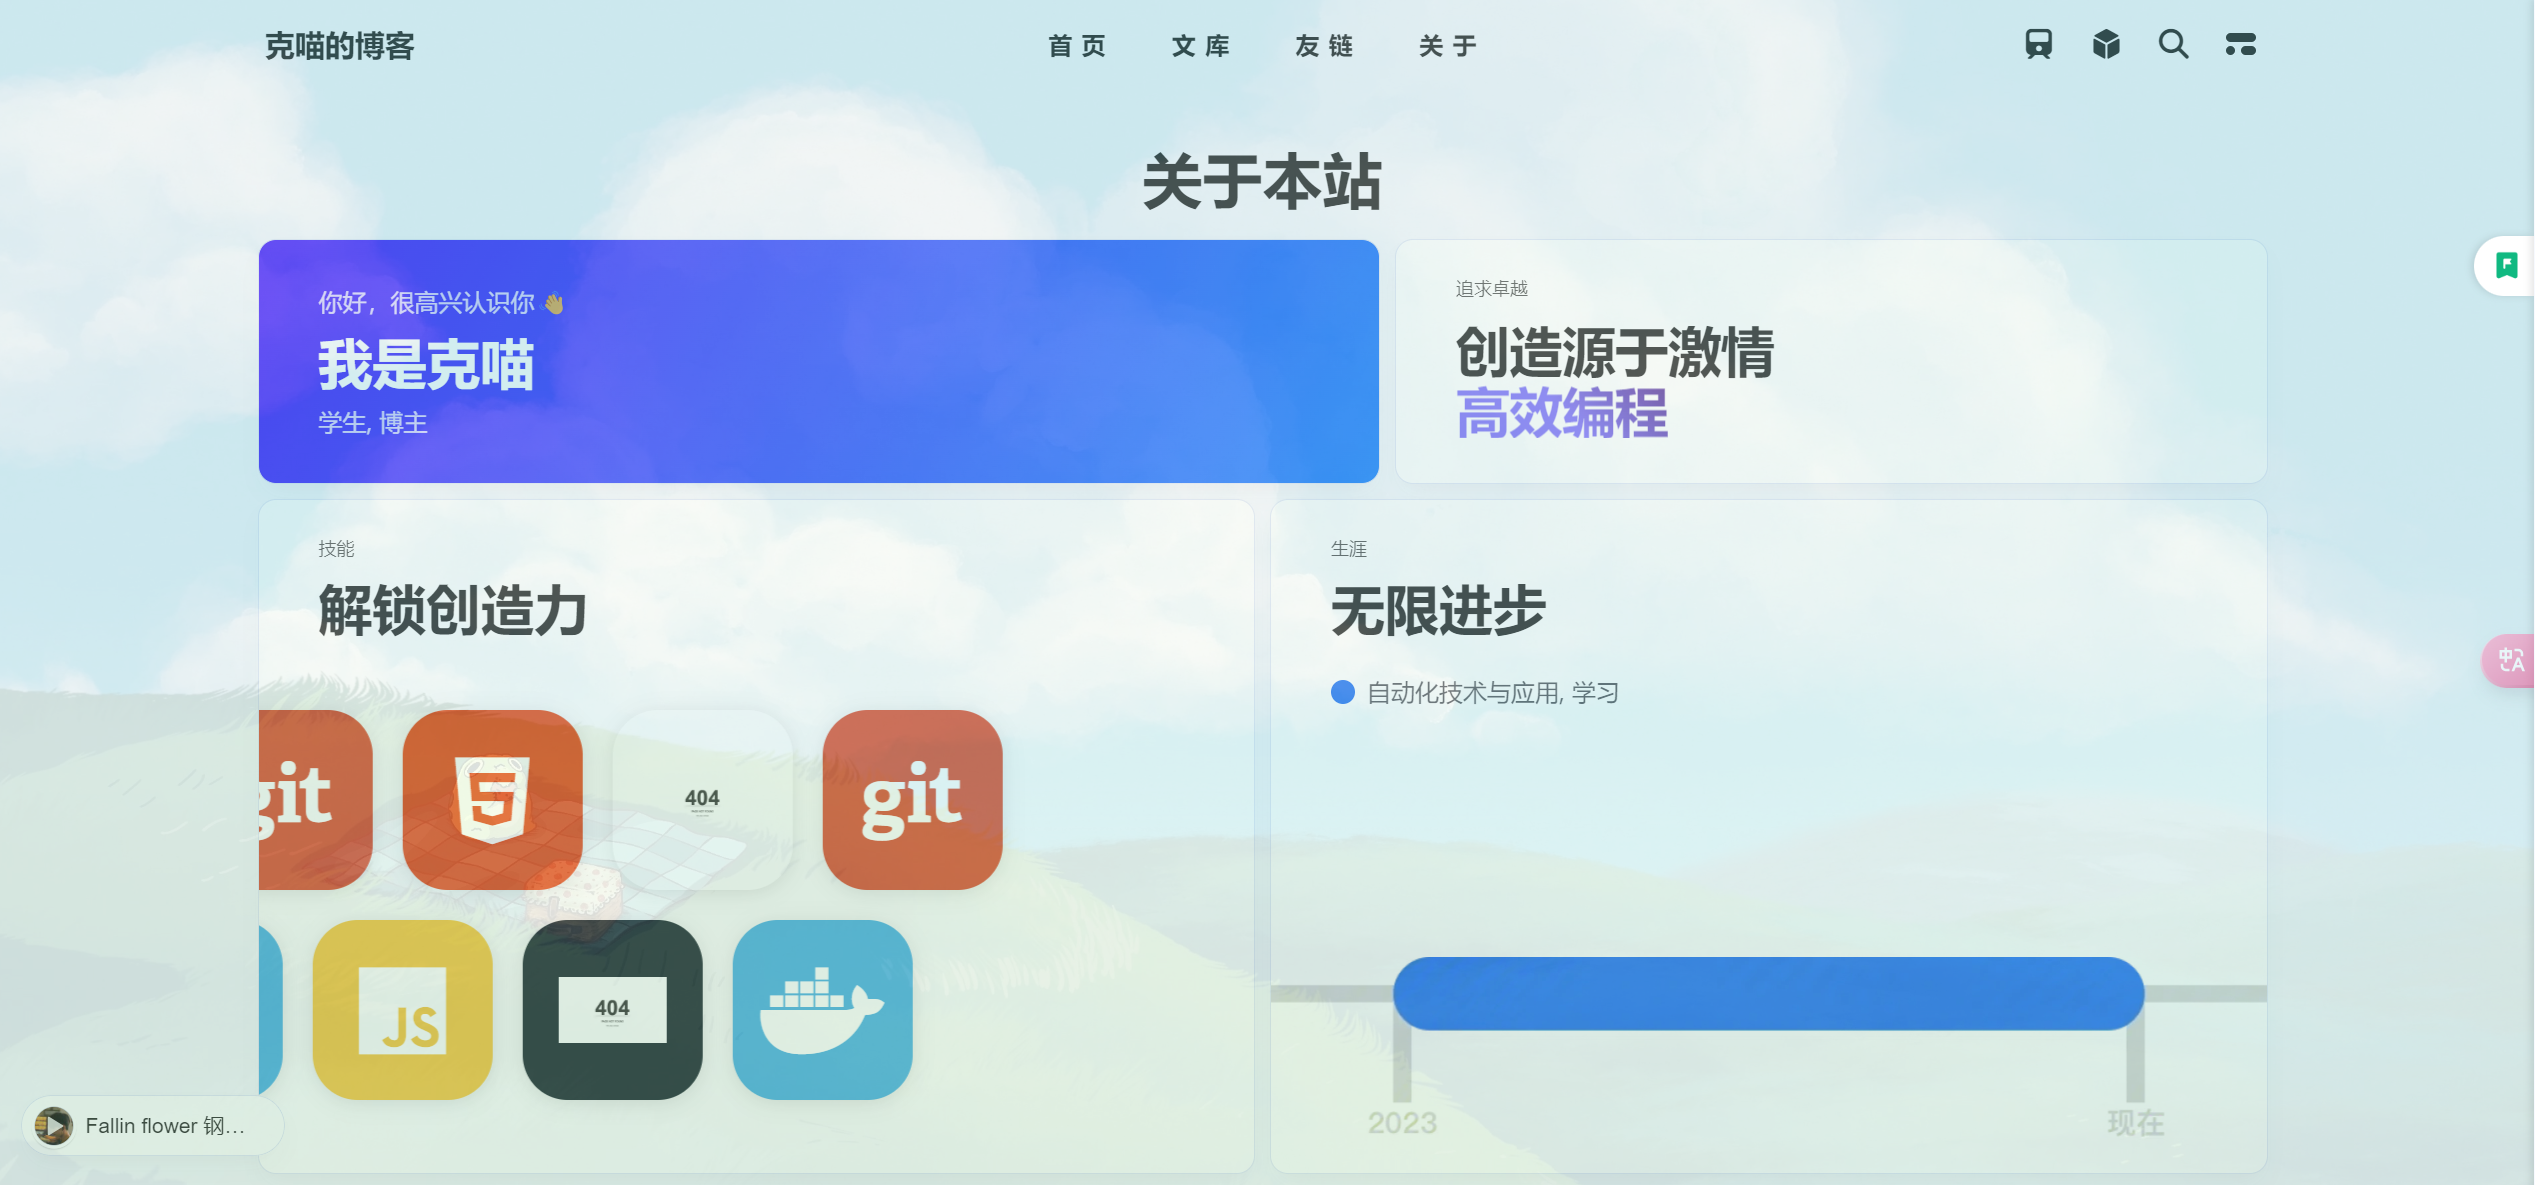 克喵的博客
首页
文库
友链
关于
关于本站
你好，很高兴认识你👋
我是克喵
学生, 博主
追求卓越
创造源于激情
高效编程
技能
解锁创造力
git
404
git
JS
404
生涯
无限进步
自动化技术与应用, 学习
2023
现在
中A
Fallin flower 钢…